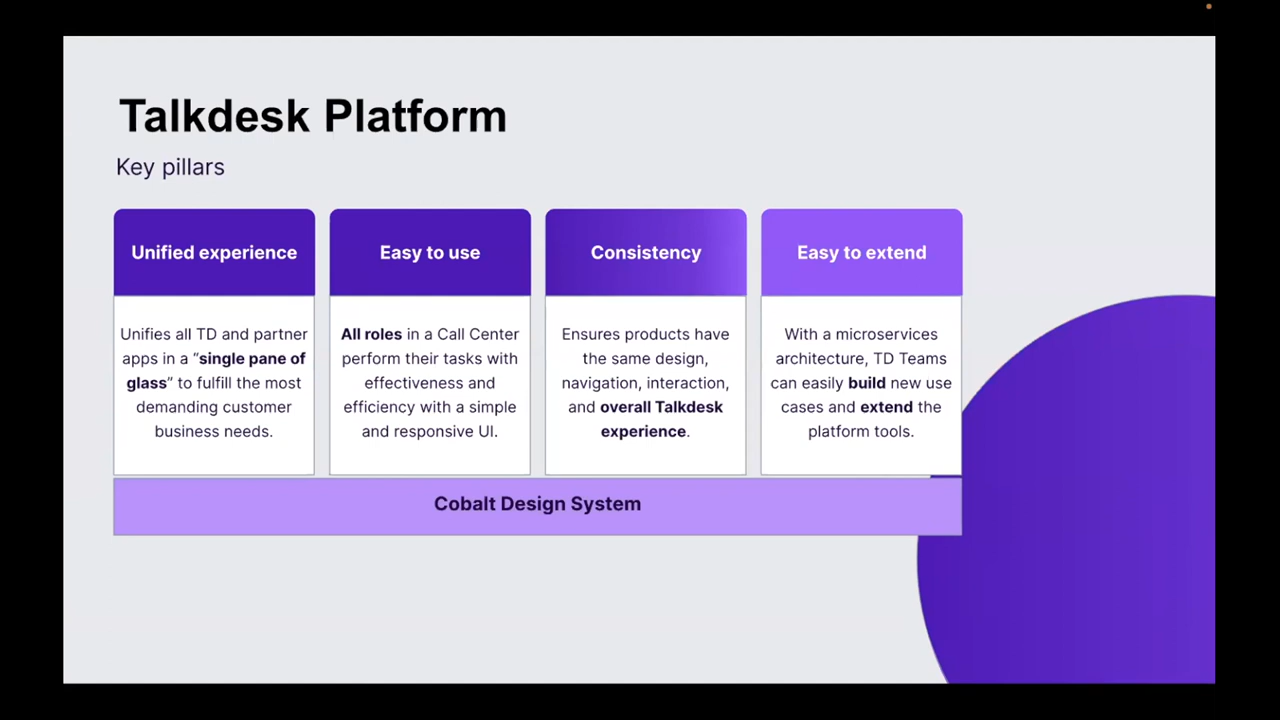 Talkdesk Platform
Key pillars
Unified experience
Unifies all TD and partner
apps in a “single pane of
glass” to fulfill the most
demanding customer
business needs.
Easy to use
All roles in a Call Center
perform their tasks with
effectiveness and
efficiency with a simple
and responsive UI.
Consistency
Ensures products have
the same design,
navigation, interaction,
and overall Talkdesk
experience.
Easy to extend
With a microservices
architecture, TD Teams
can easily build new use
cases and extend the
platform tools.
Cobalt Design System